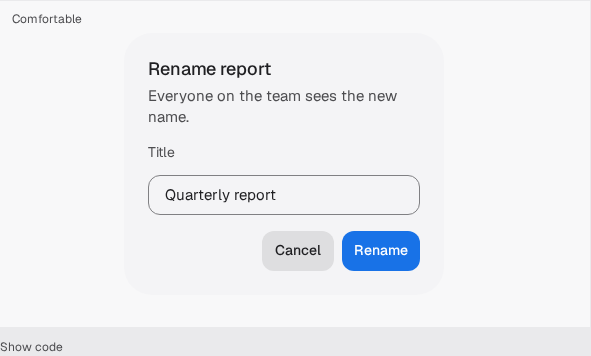 Comfortable
Rename report
Everyone on the team sees the new
name.
Title
Quarterly report
Cancel
Rename
Show code